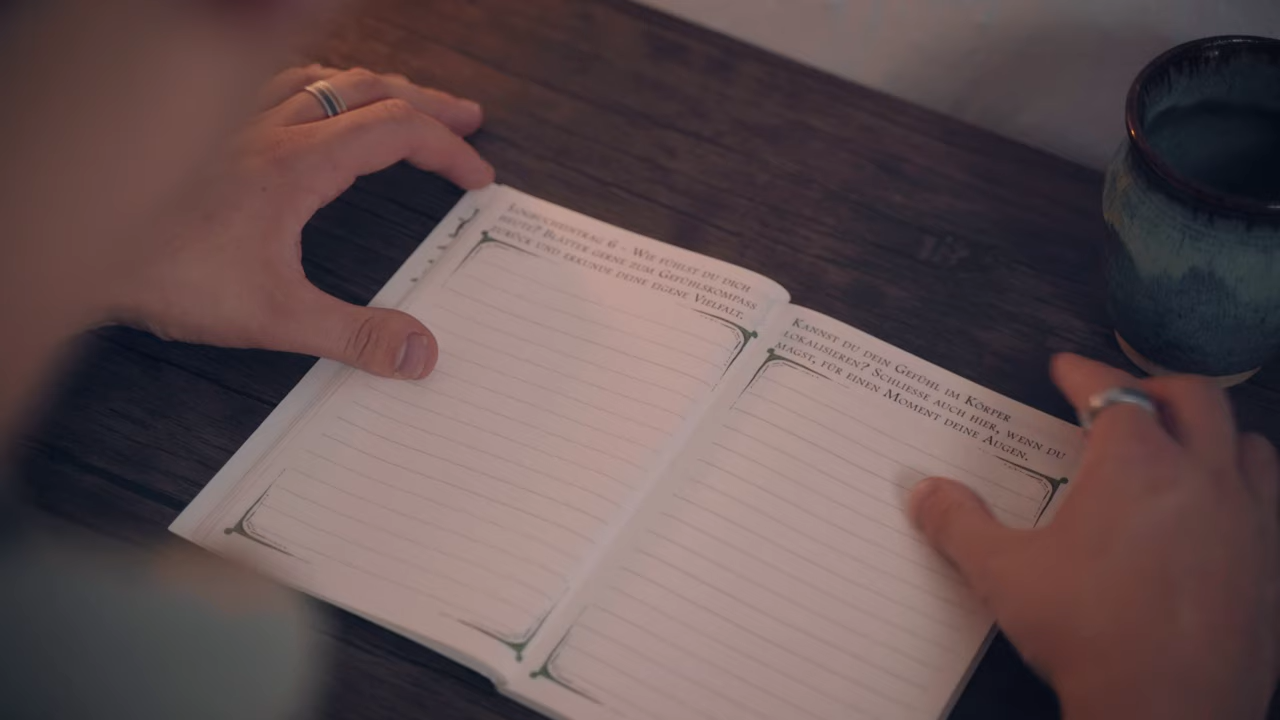 Logbucheintrag 6 - Wie fühlst du dich
heute? Blätter gerne zum Gefühlskompass
zurück und erkunde deine eigene Vielfalt.
Kannst du dein Gefühl im Körper
lokalisieren? Schliesse auch hier, wenn du
magst, für einen Moment deine Augen.